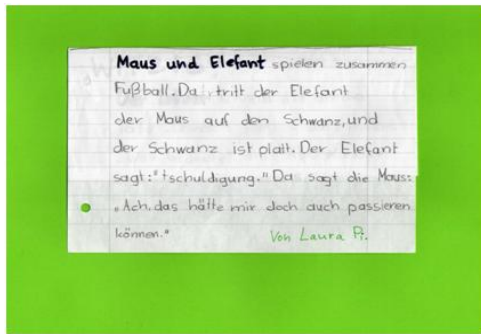 Maus und Elefant spielen zusammen
Fußball. Da tritt der Elefant
der Maus auf den Schwanz, und
der Schwanz ist platt. Der Elefant
sagt: "tschuldigung." Da sagt die Maus:
„Ach, das hätte mir doch auch passieren
können."
Von Laura Pi.